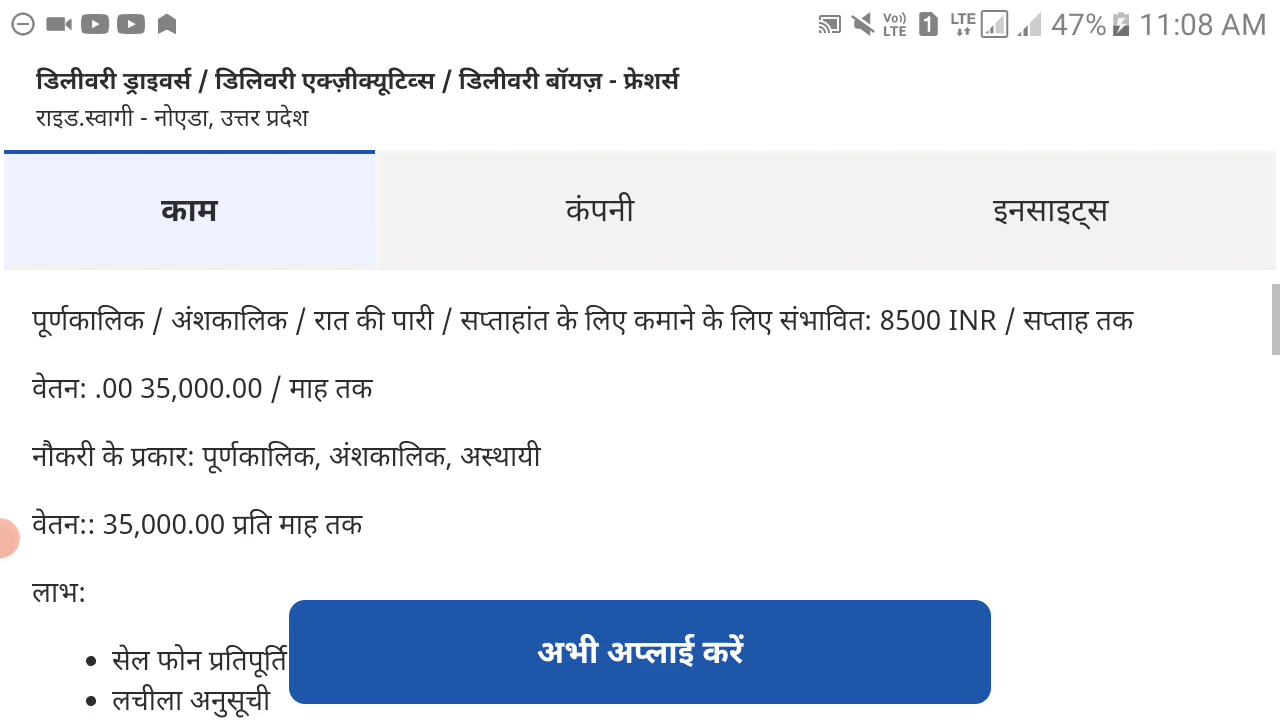 47% 11:08 AM
डिलीवरी ड्राइवर्स / डिलिवरी एक्ज़ीक्यूटिव्स / डिलीवरी बॉयज़ - फ्रेशर्स
राइड.स्वागी - नोएडा, उत्तर प्रदेश
काम कंपनी इनसाइट्स
पूर्णकालिक / अंशकालिक / रात की पारी / सप्ताहांत के लिए कमाने के लिए संभावित: 8500 INR / सप्ताह तक
वेतन: .00 35,000.00 / माह तक
नौकरी के प्रकार: पूर्णकालिक, अंशकालिक, अस्थायी
वेतन:: 35,000.00 प्रति माह तक
लाभ:
सेल फोन प्रतिपूर्ति
अभी अप्लाई करें
लचीला अनुसूची